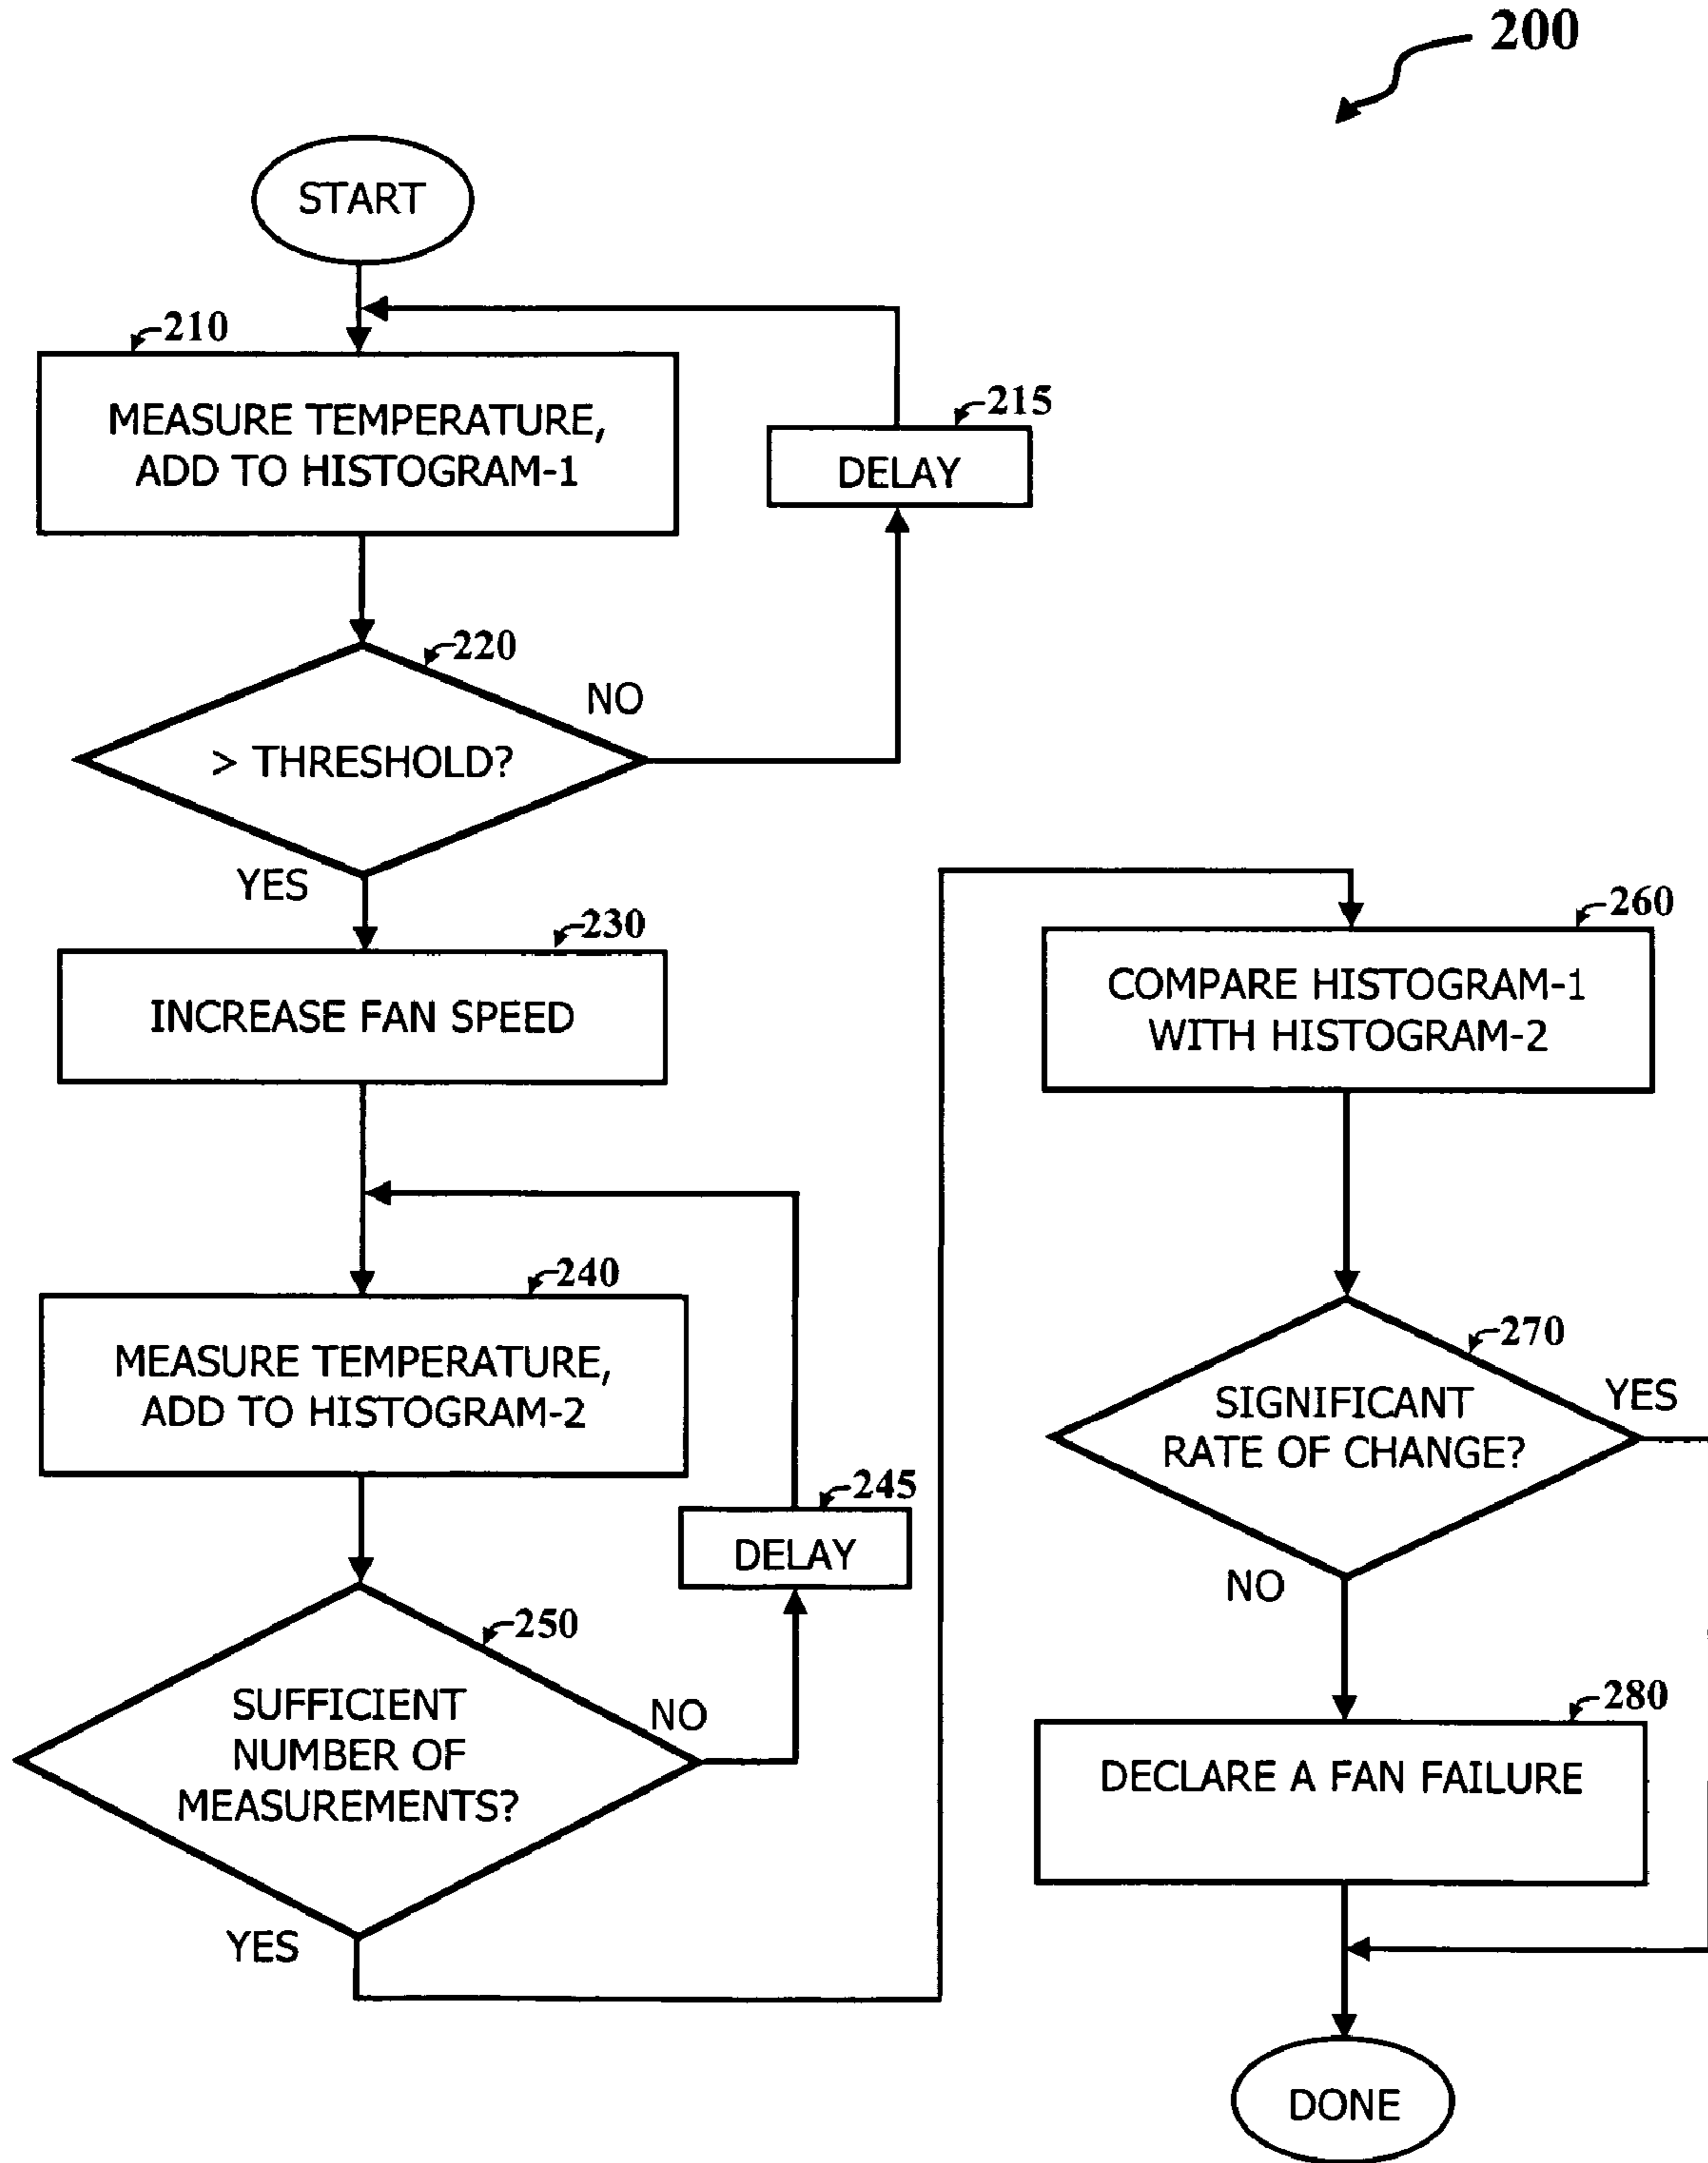 200
START
210
MEASURE TEMPERATURE,
ADD TO HISTOGRAM-1
215
DELAY
220
> THRESHOLD?
NO
YES
230
INCREASE FAN SPEED
240
MEASURE TEMPERATURE,
ADD TO HISTOGRAM-2
245
DELAY
250
SUFFICIENT
NUMBER OF
MEASUREMENTS?
NO
YES
260
COMPARE HISTOGRAM-1
WITH HISTOGRAM-2
270
SIGNIFICANT
RATE OF CHANGE?
YES
NO
280
DECLARE A FAN FAILURE
DONE